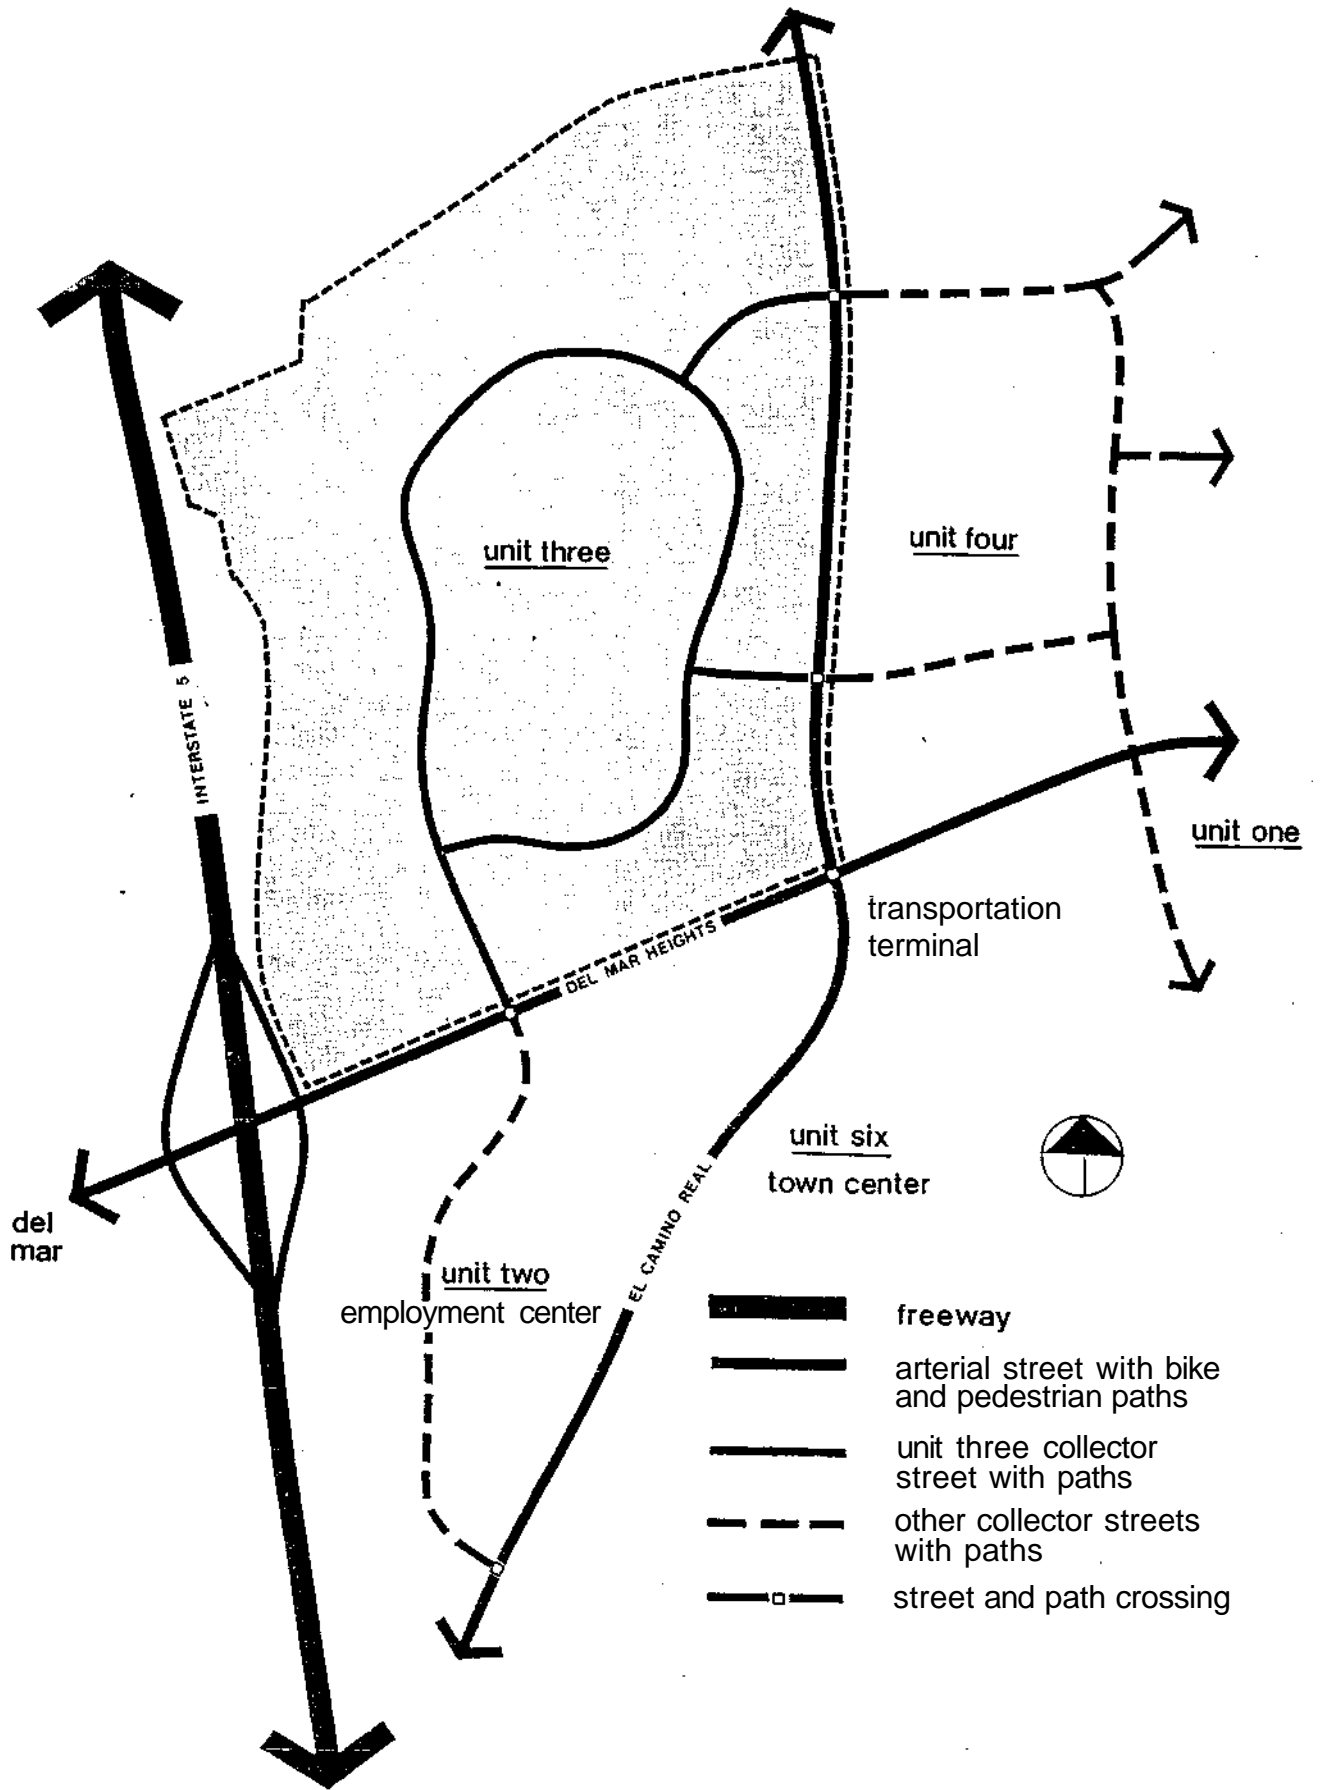 unit three
unit four
INTERSTATE 5
unit one
transportation
terminal
DEL MAR HEIGHTS
unit six
town center
EL CAMINO REAL
del
mar
unit two
employment center
freeway
arterial street with bike
and pedestrian paths
unit three collector
street with paths
other collector streets
with paths
street and path crossing